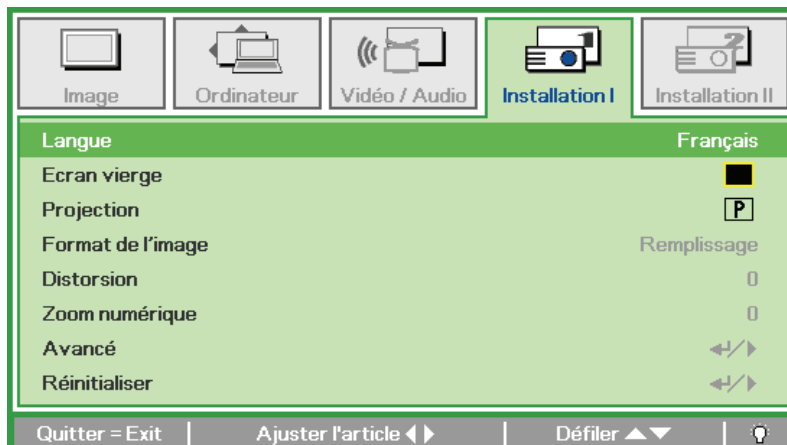 Image Ordinateur Vidéo / Audio Installation I Installation II
Langue Français
Ecran vierge
Projection P
Format de l'image Remplissage
Distorsion 0
Zoom numérique 0
Avancé
Réinitialiser
Quitter = Exit Ajuster l'article Défiler